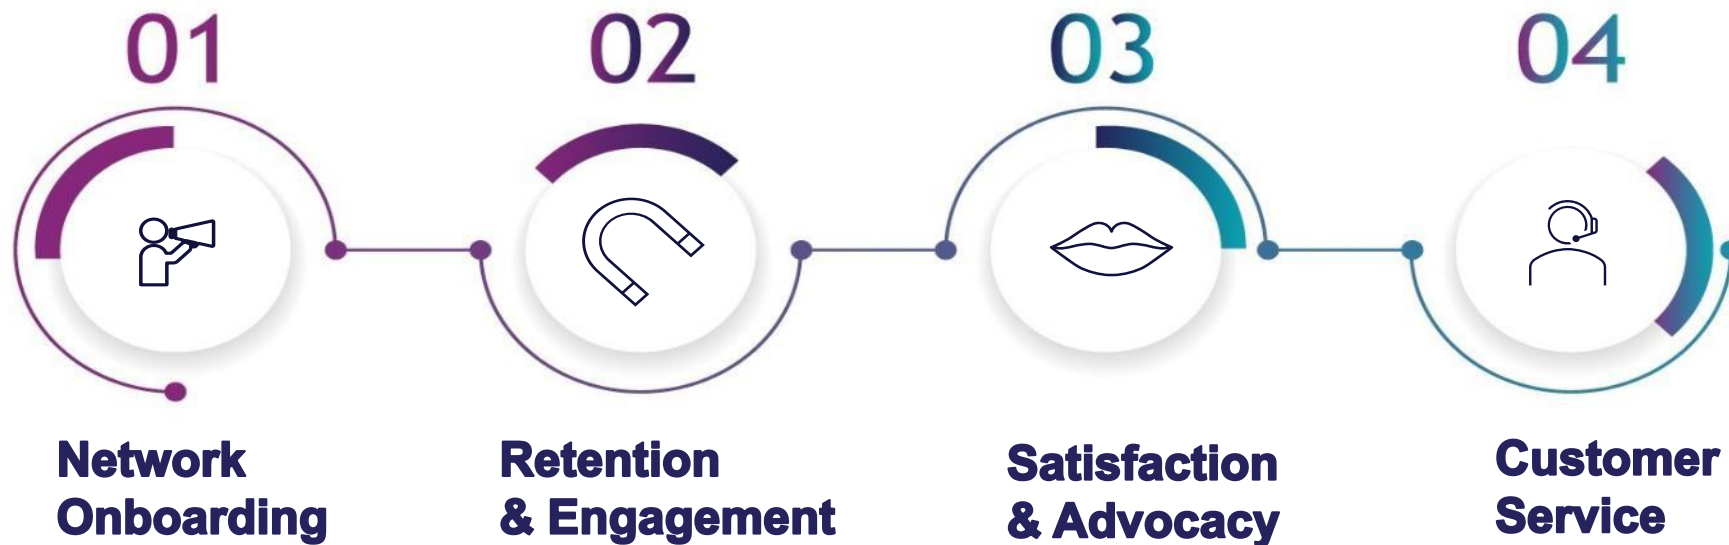 01
02
03
04
Network
Onboarding
Retention
& Engagement
Satisfaction
& Advocacy
Customer
Service